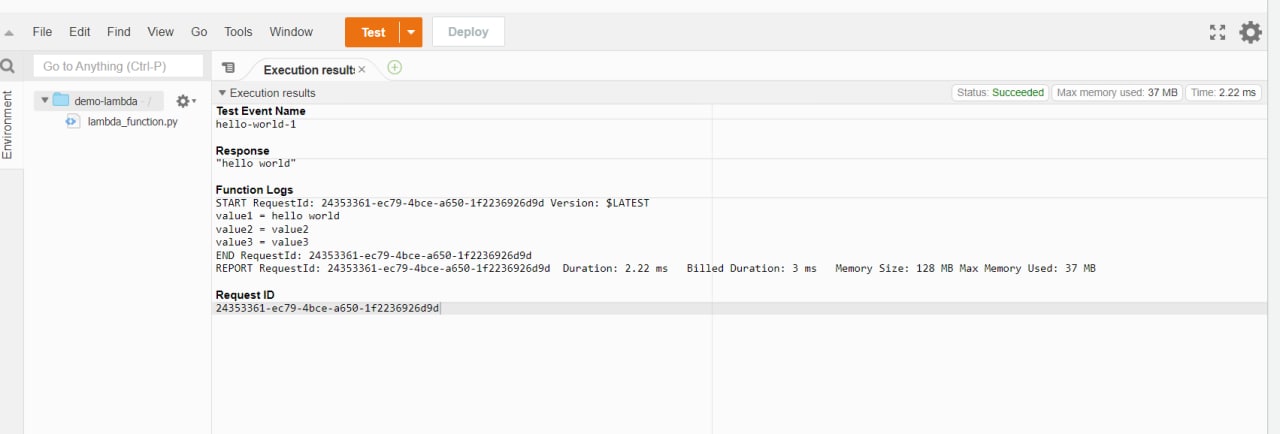 File Edit Find View Go Tools Window Test Deploy
Go to Anything (Ctrl-P)
Execution results
Environment
demo-lambda - /
lambda_function.py
Execution results Status: Succeeded Max memory used: 37 MB Time: 2.22 ms
Test Event Name
hello-world-1
Response
"hello world"
Function Logs
START RequestId: 24353361-ec79-4bce-a650-1f2236926d9d Version: $LATEST
value1 = hello world
value2 = value2
value3 = value3
END RequestId: 24353361-ec79-4bce-a650-1f2236926d9d
REPORT RequestId: 24353361-ec79-4bce-a650-1f2236926d9d Duration: 2.22 ms Billed Duration: 3 ms Memory Size: 128 MB Max Memory Used: 37 MB
Request ID
24353361-ec79-4bce-a650-1f2236926d9d